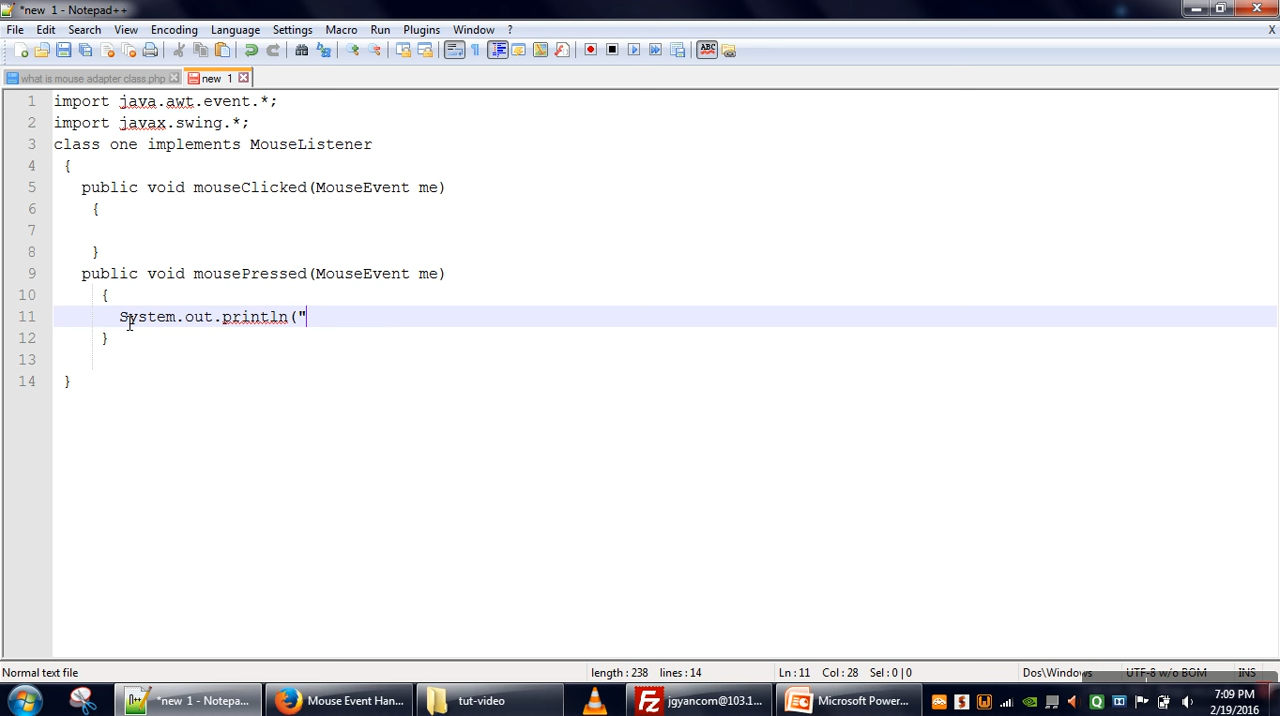 *new 1 - Notepad++
File Edit Search View Encoding Language Settings Macro Run Plugins Window ? X
what is mouse adapter class.php new 1
1 import java.awt.event.*;
2 import javax.swing.*;
3 class one implements MouseListener
4 {
5 public void mouseClicked(MouseEvent me)
6 {
7
8 }
9 public void mousePressed(MouseEvent me)
10 {
11 System.out.println("
12 }
13
14 }
Normal text file length : 238 lines : 14 Ln : 11 Col : 28 Sel : 0 | 0 Dos\Windows UTF-8 w/o BOM INS
*new 1 - Notepa... Mouse Event Han... tut-video jgyancom@103.1... Microsoft Power... 7:09 PM
2/19/2016